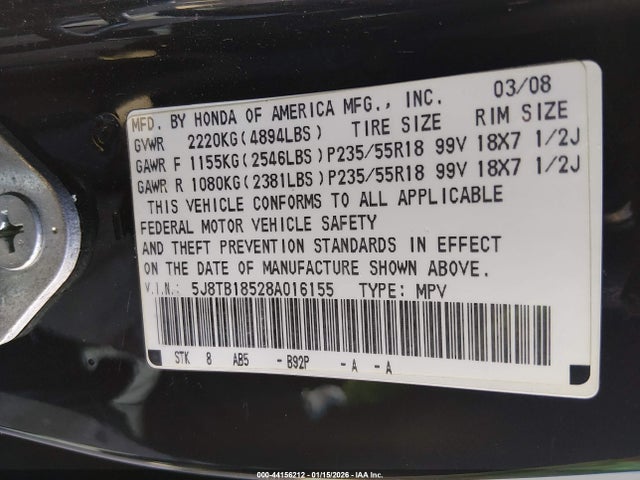 MFD. BY HONDA OF AMERICA MFG., INC. 03/08
GVWR 2220KG(4894LBS) TIRE SIZE RIM SIZE
GAWR F 1155KG(2546LBS)P235/55R18 99V 18X7 1/2J
GAWR R 1080KG(2381LBS)P235/55R18 99V 18X7 1/2J
THIS VEHICLE CONFORMS TO ALL APPLICABLE
FEDERAL MOTOR VEHICLE SAFETY
AND THEFT PREVENTION STANDARDS IN EFFECT
ON THE DATE OF MANUFACTURE SHOWN ABOVE.
V.I.N.: 5J8TB18528A016155 TYPE: MPV
STK 8 AB5 -B92P -A -A
000-44156212 - 01/15/2026 - IAA Inc.